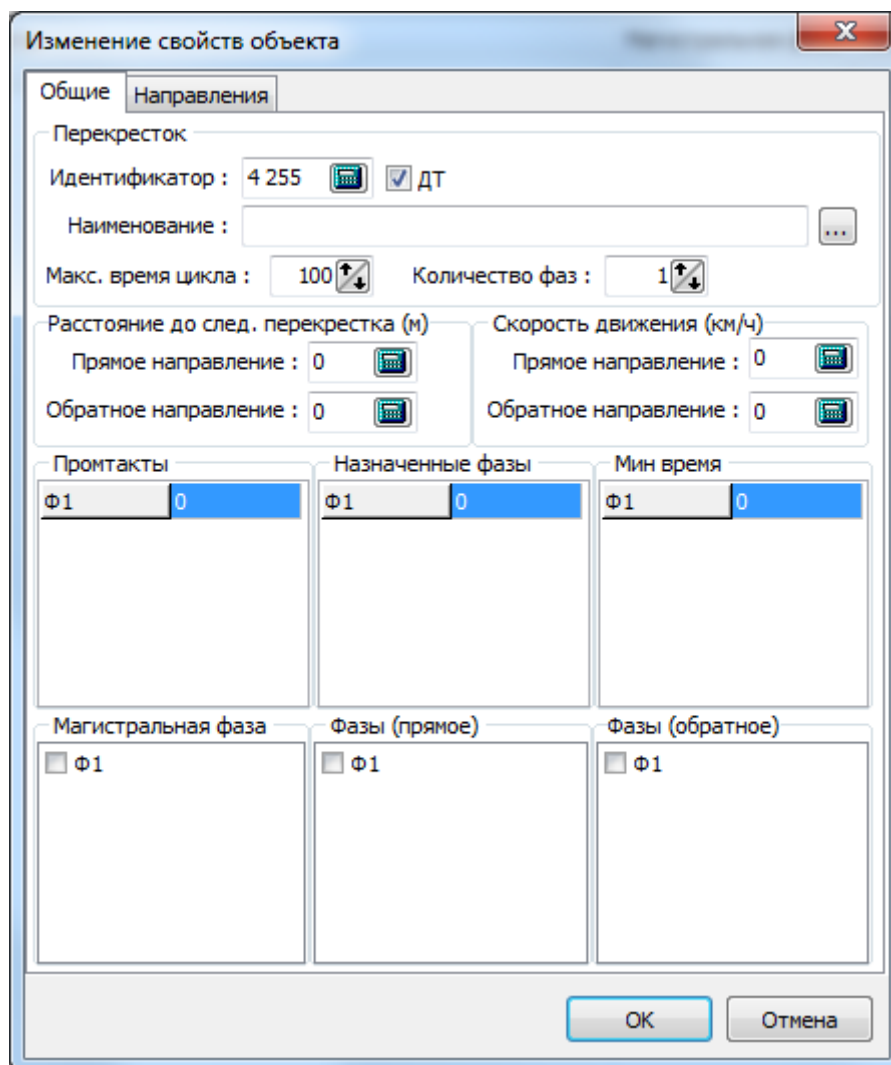 Изменение свойств объекта
Общие Направления
Перекресток
Идентификатор : 4 255 ДТ
Наименование : ...
Макс. время цикла : 100 Количество фаз : 1
Расстояние до след. перекрестка (м) Скорость движения (км/ч)
Прямое направление : 0 Прямое направление : 0
Обратное направление : 0 Обратное направление : 0
Промтакты Назначенные фазы Мин время
Ф1 0 Ф1 0 Ф1 0
Магистральная фаза Фазы (прямое) Фазы (обратное)
Ф1 Ф1 Ф1
OK Отмена